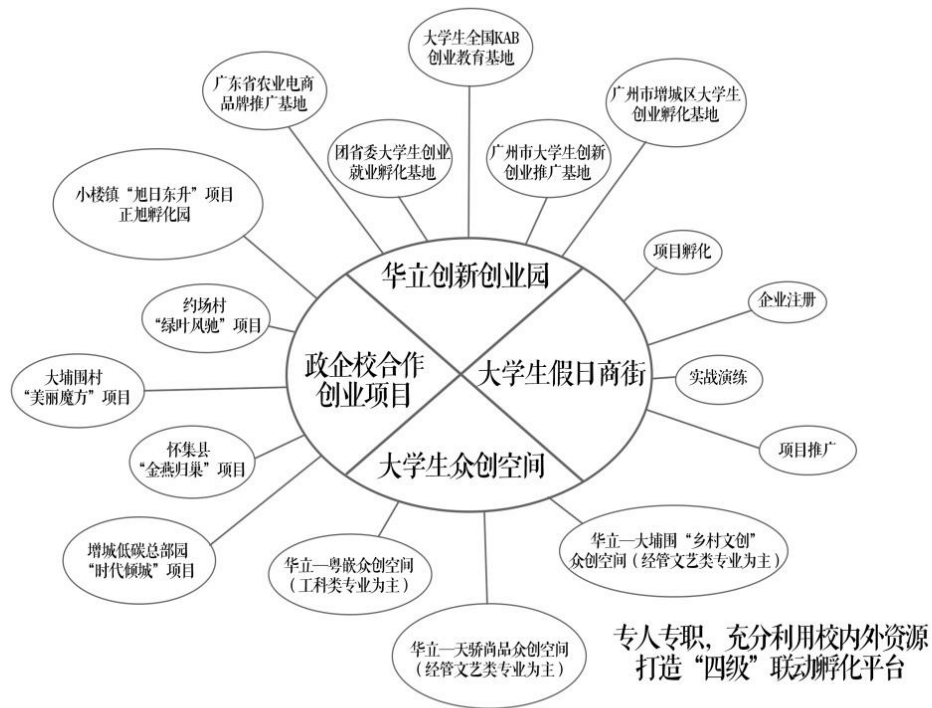 大学生全国KAB
创业教育基地
广东省农业电商
品牌推广基地
广州市增城区大学生
创业孵化基地
团省委大学生创业
就业孵化基地
广州市大学生创新
创业推广基地
小楼镇“旭日东升”项目
正旭孵化园
项目孵化
华立创新创业园
企业注册
约场村
“绿叶风驰”项目
政企校合作
创业项目
大学生假日商街
实战演练
大埔围村
“美丽魔方”项目
项目推广
怀集县
“金燕归巢”项目
大学生众创空间
增城低碳总部园
“时代倾城”项目
华立—粤嵌众创空间
（工科类专业为主）
华立—大埔围“乡村文创”
众创空间（经管文艺类专业为主）
华立—天骄尚品众创空间
（经管文艺类专业为主）
专人专职，充分利用校内外资源
打造“四级”联动孵化平台